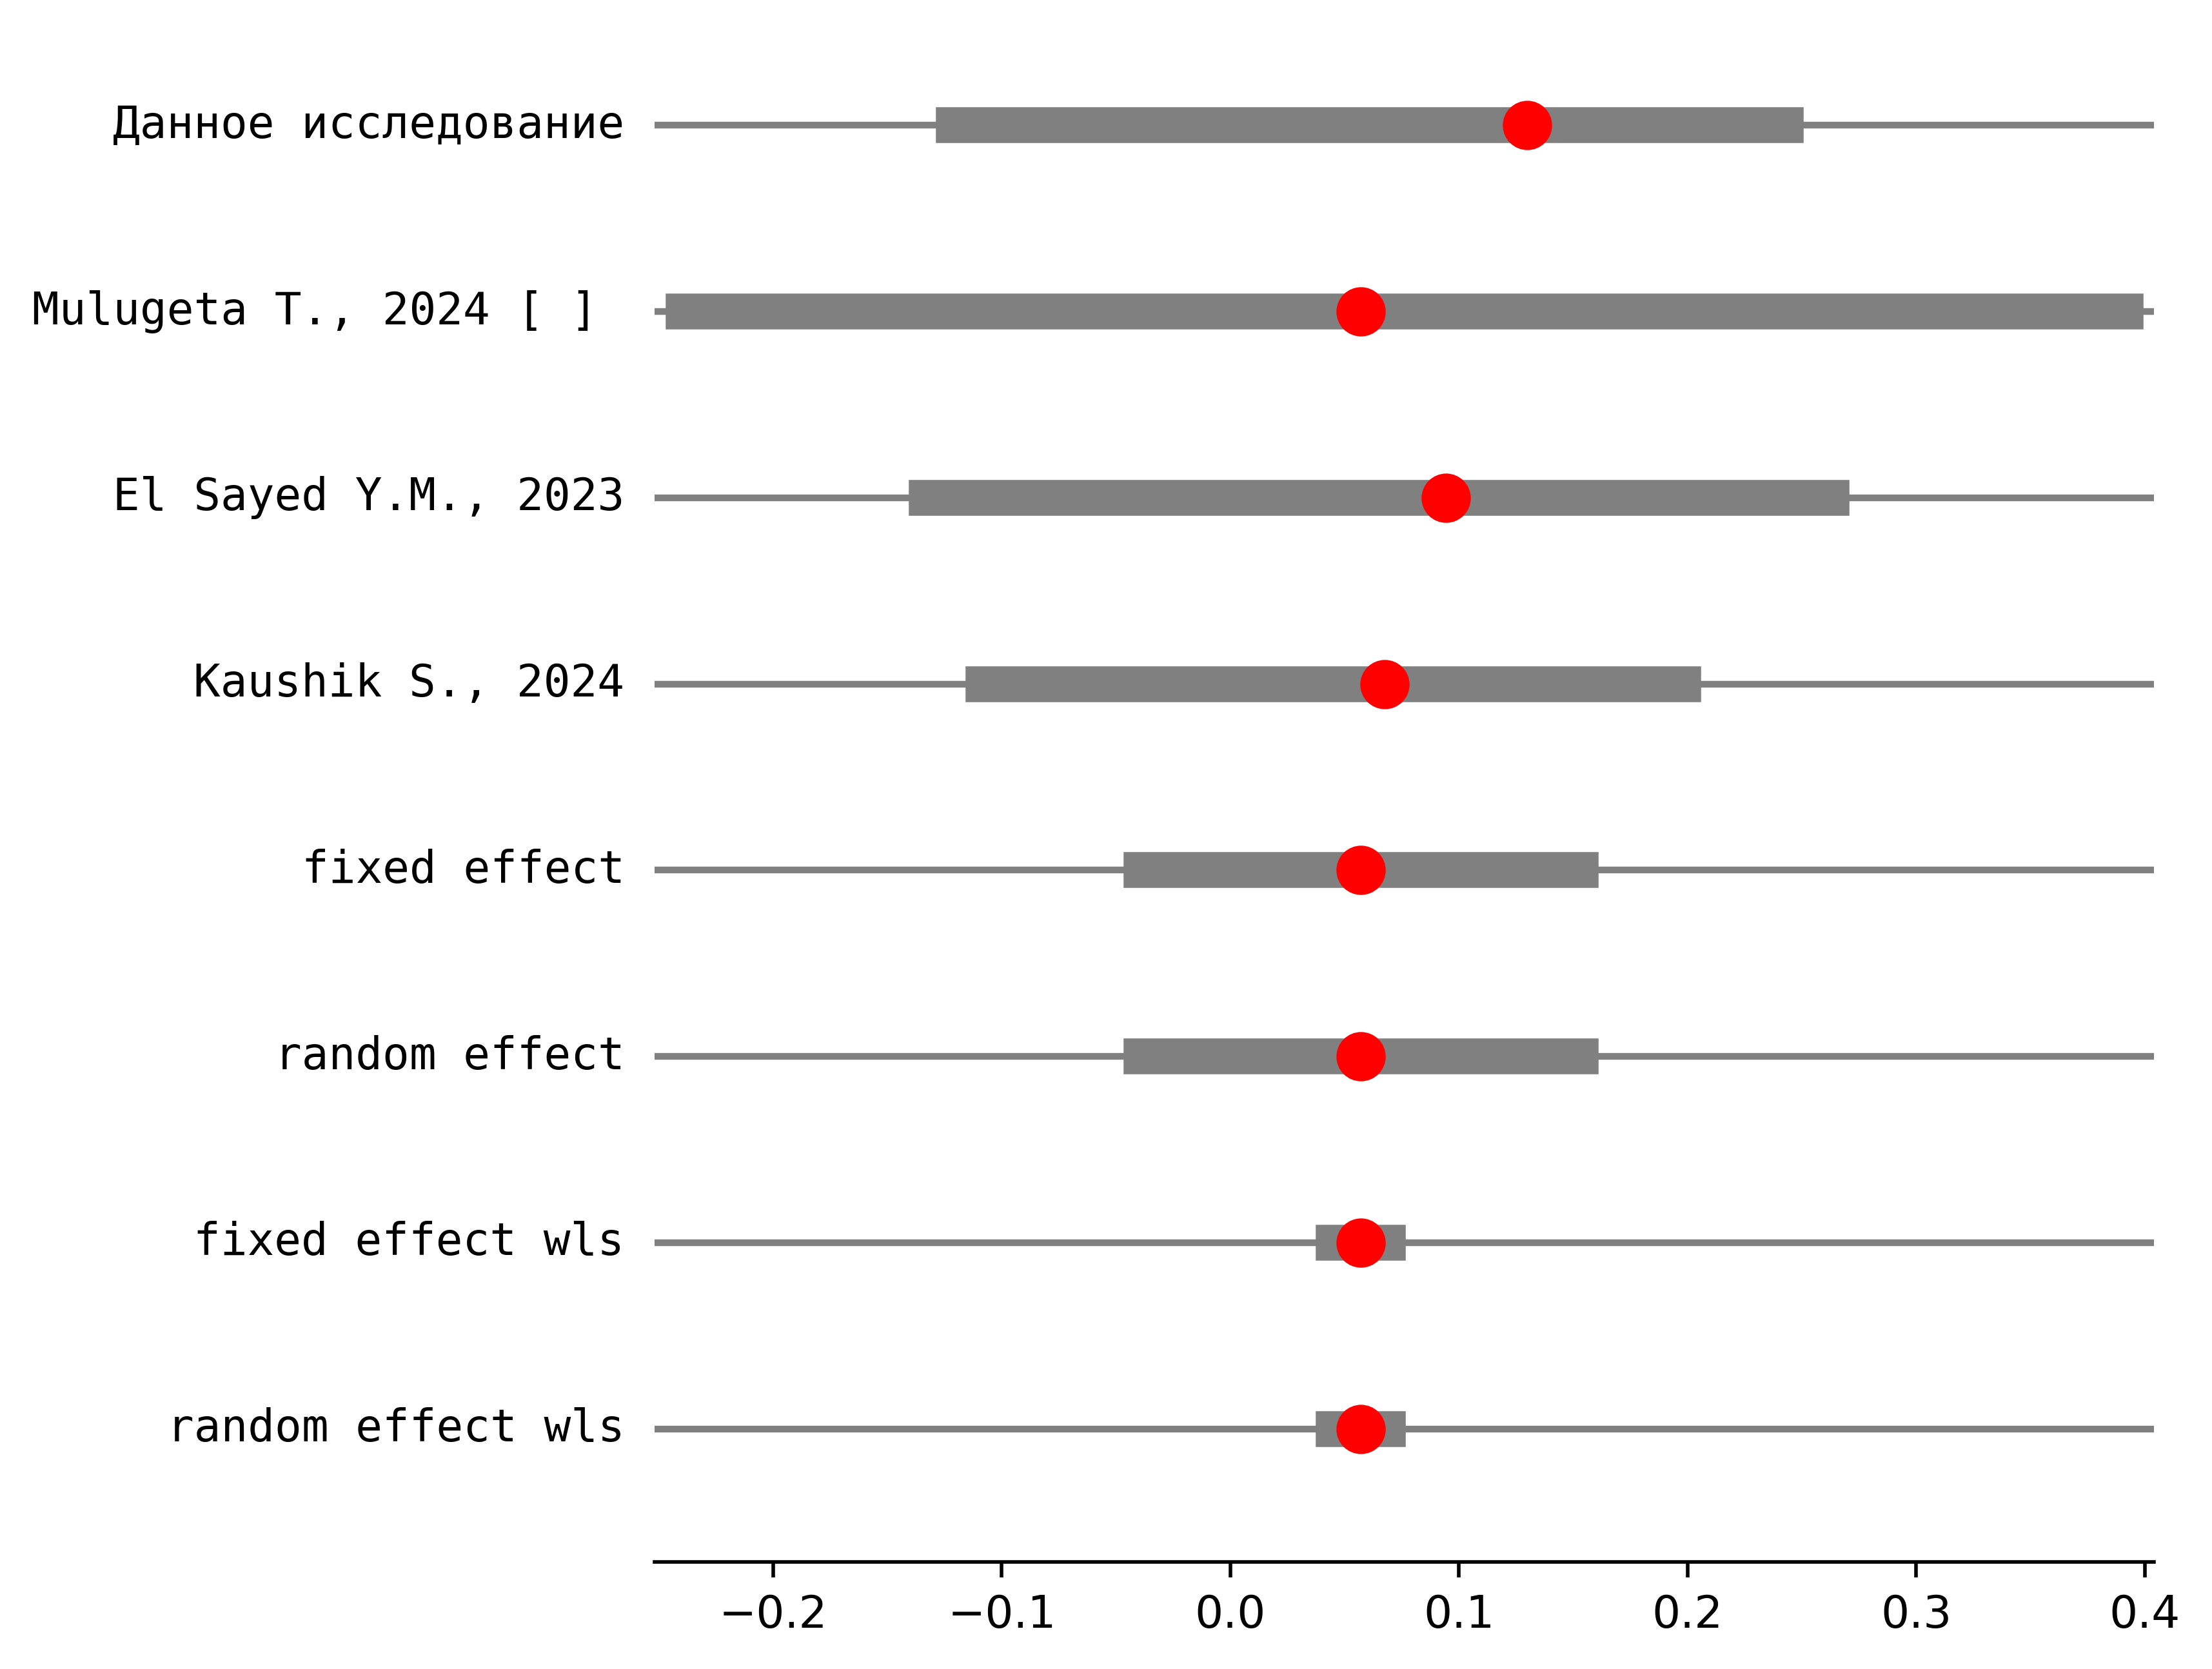 Данное исследование
Mulugeta T., 2024 [ ]
El Sayed Y.M., 2023
Kaushik S., 2024
fixed effect
random effect
fixed effect wls
random effect wls
−0.2 −0.1 0.0 0.1 0.2 0.3 0.4